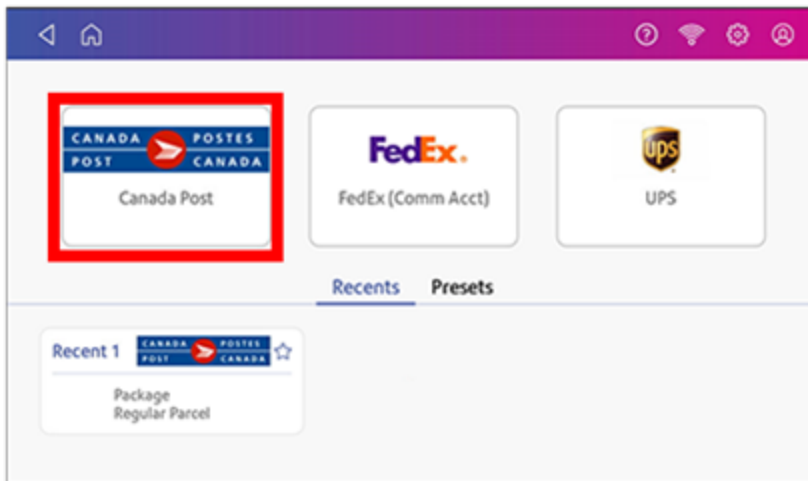 CANADA POSTES
POST CANADA
Canada Post
FedEx.
FedEx (Comm Acct)
ups
UPS
Recents Presets
Recent 1
CANADA POSTES
POST CANADA
Package
Regular Parcel